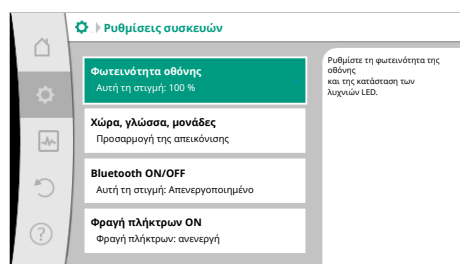 Ρυθμίσεις συσκευών
Φωτεινότητα οθόνης
Αυτή τη στιγμή: 100 %
Χώρα, γλώσσα, μονάδες
Προσαρμογή της απεικόνισης
Bluetooth ON/OFF
Αυτή τη στιγμή: Απενεργοποιημένο
Φραγή πλήκτρων ON
Φραγή πλήκτρων: ανενεργή
Ρυθμίστε τη φωτεινότητα της
οθόνης
και της κατάσταση των
λυχνιών LED.